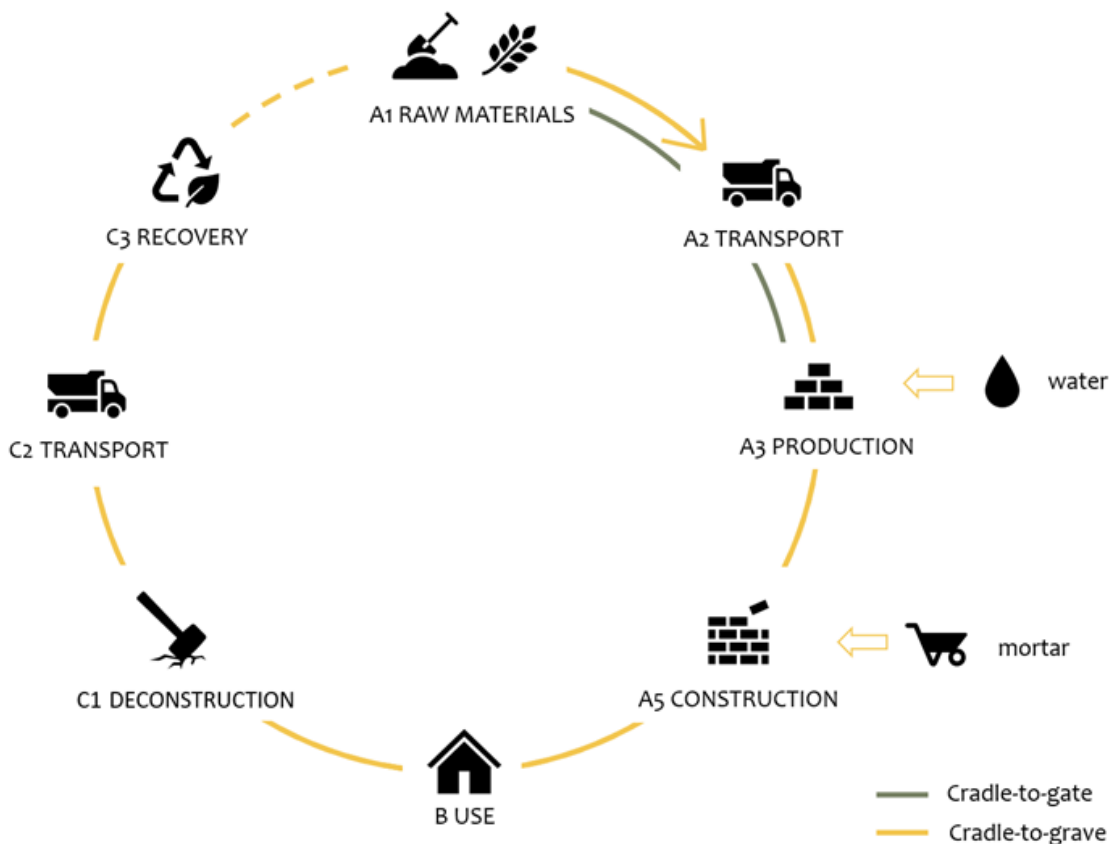 A1 RAW MATERIALS
A2 TRANSPORT
C3 RECOVERY
water
A3 PRODUCTION
C2 TRANSPORT
mortar
A5 CONSTRUCTION
C1 DECONSTRUCTION
B USE
Cradle-to-gate
Cradle-to-grave